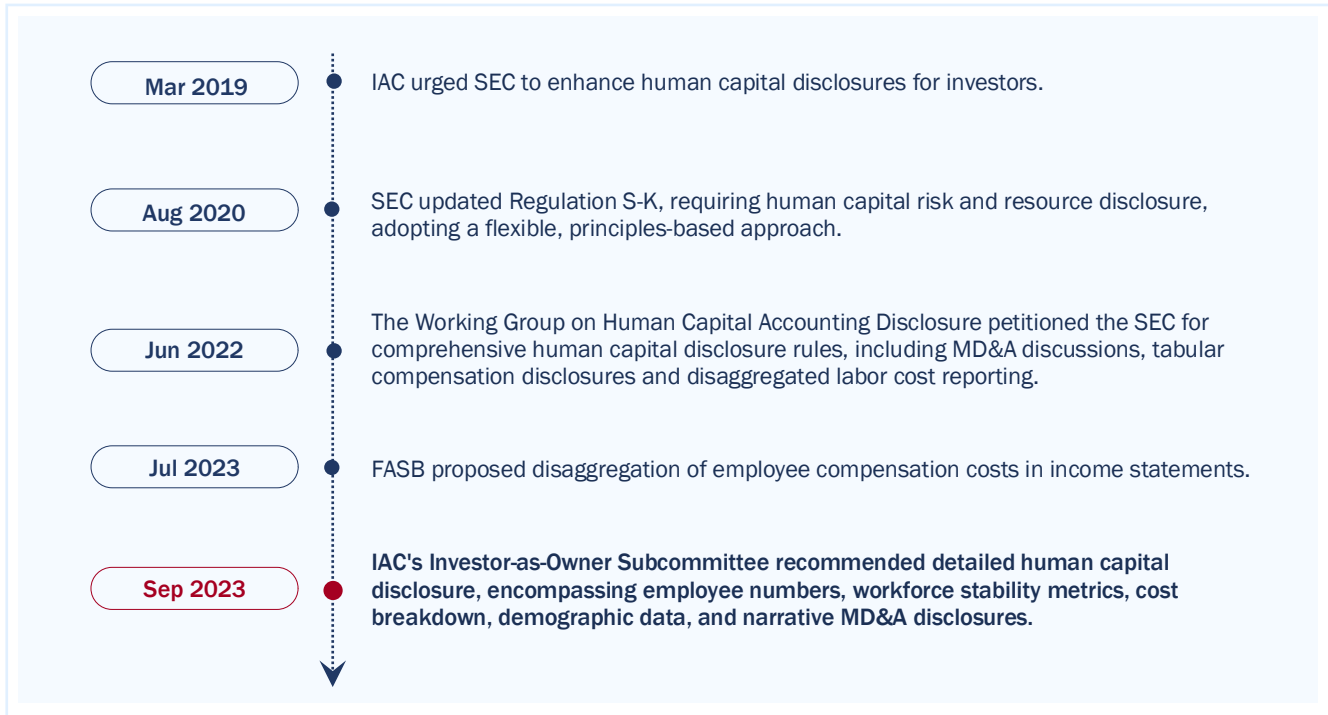 Mar 2019
IAC urged SEC to enhance human capital disclosures for investors.
Aug 2020
SEC updated Regulation S-K, requiring human capital risk and resource disclosure,
adopting a flexible, principles-based approach.
Jun 2022
The Working Group on Human Capital Accounting Disclosure petitioned the SEC for
comprehensive human capital disclosure rules, including MD&A discussions, tabular
compensation disclosures and disaggregated labor cost reporting.
Jul 2023
FASB proposed disaggregation of employee compensation costs in income statements.
Sep 2023
IAC's Investor-as-Owner Subcommittee recommended detailed human capital
disclosure, encompassing employee numbers, workforce stability metrics, cost
breakdown, demographic data, and narrative MD&A disclosures.